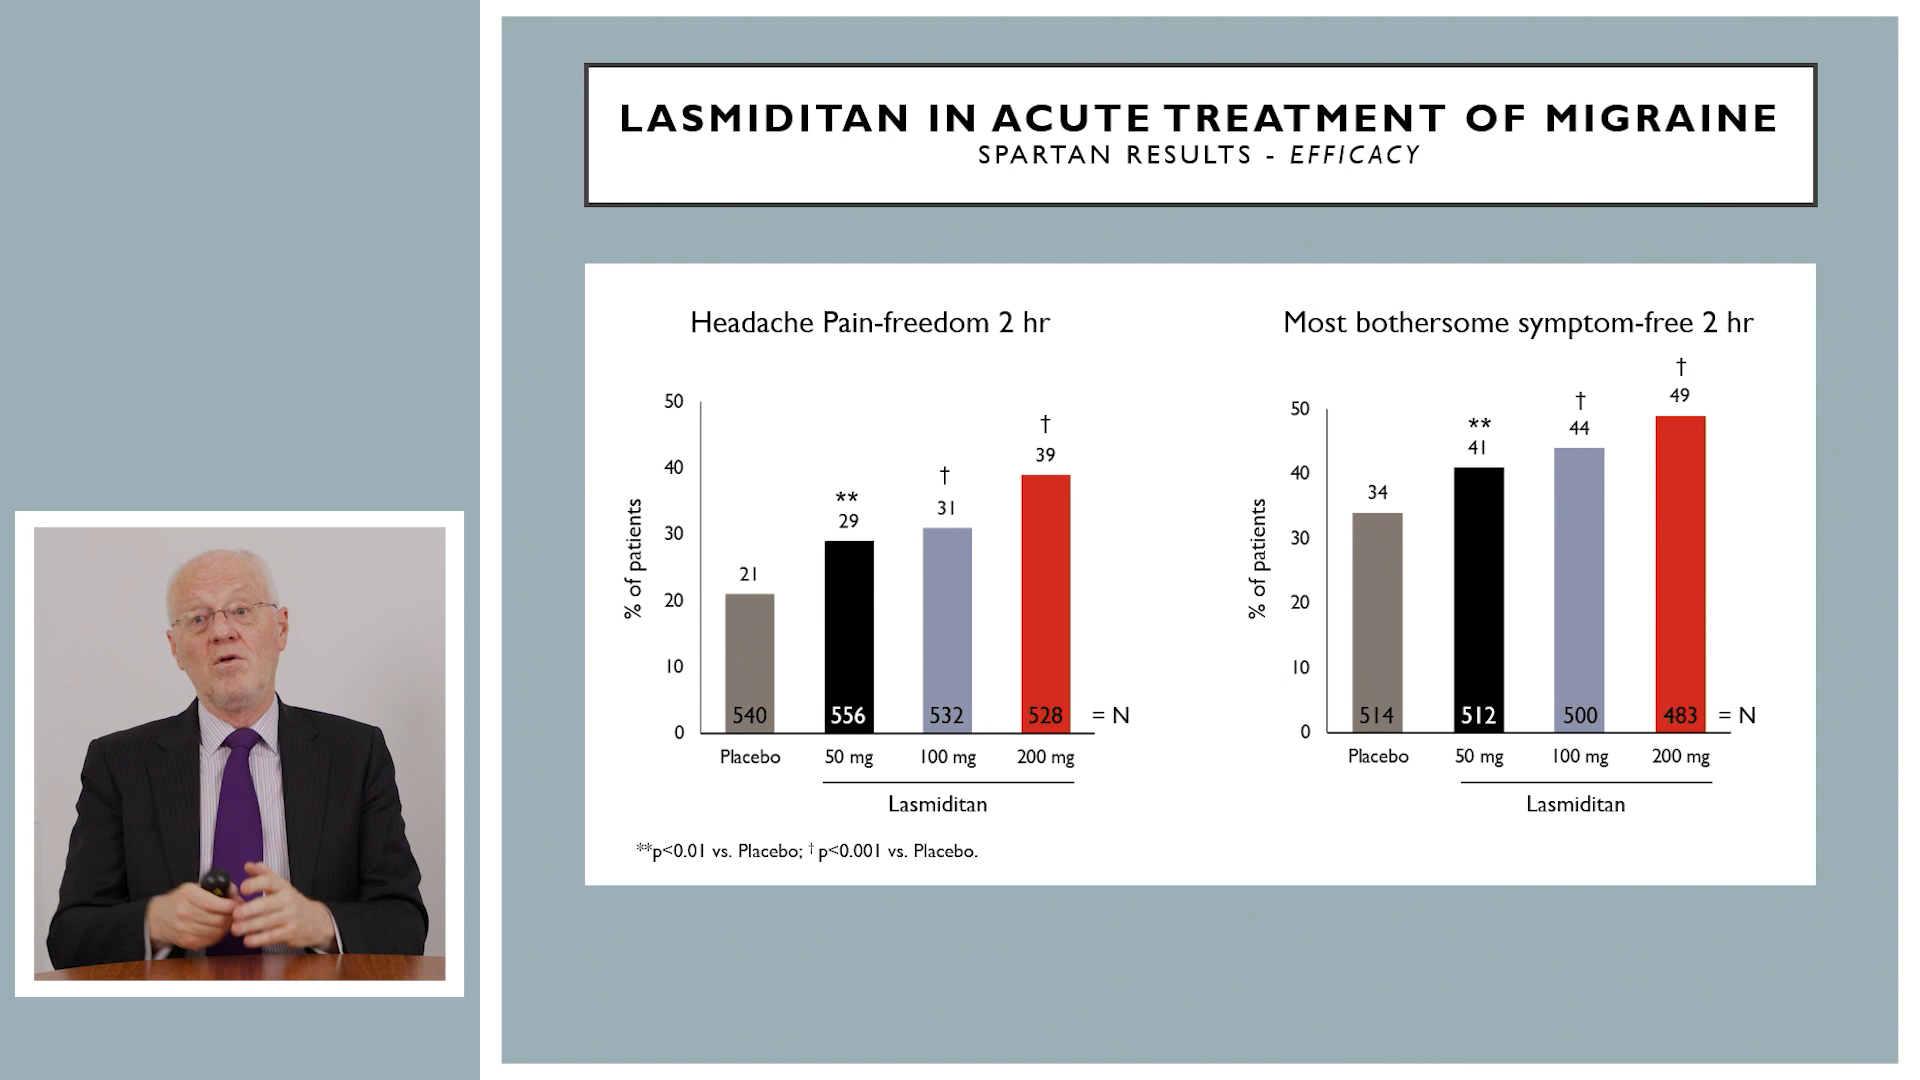 LASMIDITAN IN ACUTE TREATMENT OF MIGRAINE
SPARTAN RESULTS - EFFICACY
Headache Pain-freedom 2 hr
% of patients
50
40
30
20
10
0
21
**
29
†
31
†
39
540
556
532
528
= N
Placebo
50 mg
100 mg
200 mg
Lasmiditan
Most bothersome symptom-free 2 hr
% of patients
50
40
30
20
10
0
34
**
41
†
44
†
49
514
512
500
483
= N
Placebo
50 mg
100 mg
200 mg
Lasmiditan
**p<0.01 vs. Placebo; † p<0.001 vs. Placebo.